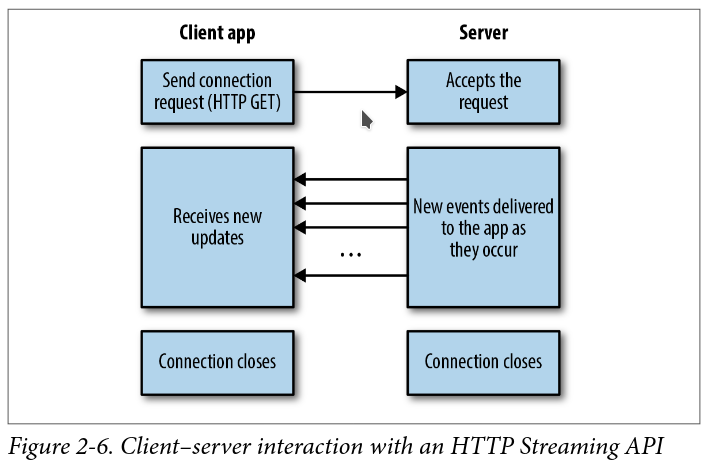 Client app
Server
Send connection
request (HTTP GET)
Accepts the
request
Receives new
updates
...
New events delivered
to the app as
they occur
Connection closes
Connection closes
Figure 2-6. Client–server interaction with an HTTP Streaming API